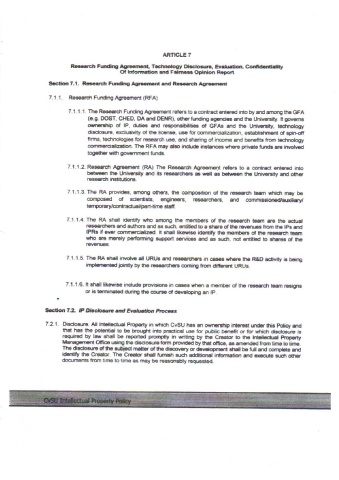 ARTICLE 7
Research Funding Agreement, Technology Disclosure, Evaluation, Confidentiality
Of Information and Fairness Opinion Report
Section 7.1. Research Funding Agreement and Research Agreement
7.1.1. Research Funding Agreement (RFA)
7.1.1.1. The Research Funding Agreement refers to a contract entered into by and among the GFA
(e.g. DOST, CHED, DA and DENR), other funding agencies and the University. It governs
ownership of IP, duties and responsibilities of GFAs and the University, technology
disclosure, exclusivity of the license, use for commercialization, establishment of spin-off
firms, technologies for research use, and sharing of income and benefits from technology
commercialization. The RFA may also include instances where private funds are involved
together with government funds.
7.1.1.2. Research Agreement (RA) The Research Agreement refers to a contract entered into
between the University and its researchers as well as between the University and other
research institutions.
7.1.1.3. The RA provides, among others, the composition of the research team which may be
composed of scientists, engineers, researchers, and commissioned/auxiliary/
temporary/contractual/part-time staff.
7.1.1.4. The RA shall identify who among the members of the research team are the actual
researchers and authors and as such, entitled to a share of the revenues from the IPs and
IPRs if ever commercialized. It shall likewise identify the members of the research team
who are merely performing support services and as such, not entitled to shares of the
revenues.
7.1.1.5. The RA shall involve all URUs and researchers in cases where the R&D activity is being
implemented jointly by the researchers coming from different URUs.
7.1.1.6. It shall likewise include provisions in cases when a member of the research team resigns
or is terminated during the course of developing an IP.
Section 7.2. IP Disclosure and Evaluation Process
7.2.1. Disclosure. All Intellectual Property in which CvSU has an ownership interest under this Policy and
that has the potential to be brought into practical use for public benefit or for which disclosure is
required by law shall be reported promptly in writing by the Creator to the Intellectual Property
Management Office using the disclosure form provided by that office, as amended from time to time.
The disclosure of the subject matter of the discovery or development shall be full and complete and
identify the Creator. The Creator shall furnish such additional information and execute such other
documents from time to time as may be reasonably requested.
CvSU Intellectual Property Policy